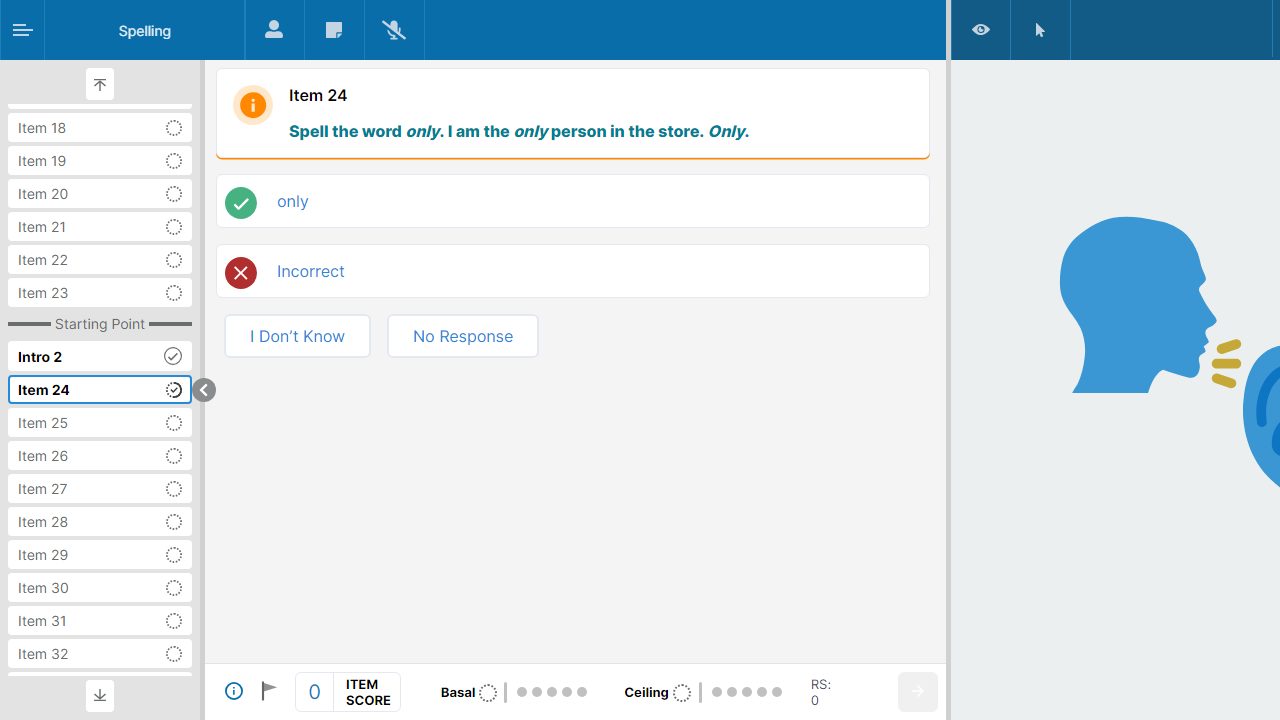 Spelling
Item 18
Item 19
Item 20
Item 21
Item 22
Item 23
Starting Point
Intro 2
Item 24
Item 25
Item 26
Item 27
Item 28
Item 29
Item 30
Item 31
Item 32
Item 24
Spell the word only. I am the only person in the store. Only.
only
Incorrect
I Don’t Know
No Response
0
ITEM
SCORE
Basal
Ceiling
RS:
0